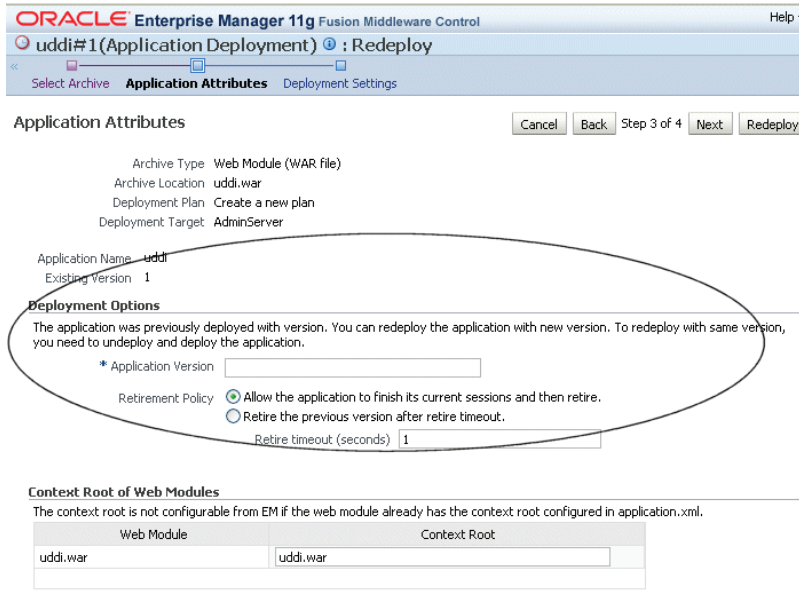 ORACLE Enterprise Manager 11g Fusion Middleware Control
Help
uddi#1(Application Deployment) : Redeploy
Select Archive Application Attributes Deployment Settings
Application Attributes
Cancel Back Step 3 of 4 Next Redeploy
Archive Type Web Module (WAR file)
Archive Location uddi.war
Deployment Plan Create a new plan
Deployment Target AdminServer
Application Name uddi
Existing Version 1
Deployment Options
The application was previously deployed with version. You can redeploy the application with new version. To redeploy with same version,
you need to undeploy and deploy the application.
* Application Version
Retirement Policy Allow the application to finish its current sessions and then retire.
Retire the previous version after retire timeout.
Retire timeout (seconds) 1
Context Root of Web Modules
The context root is not configurable from EM if the web module already has the context root configured in application.xml.
Web Module Context Root
uddi.war uddi.war